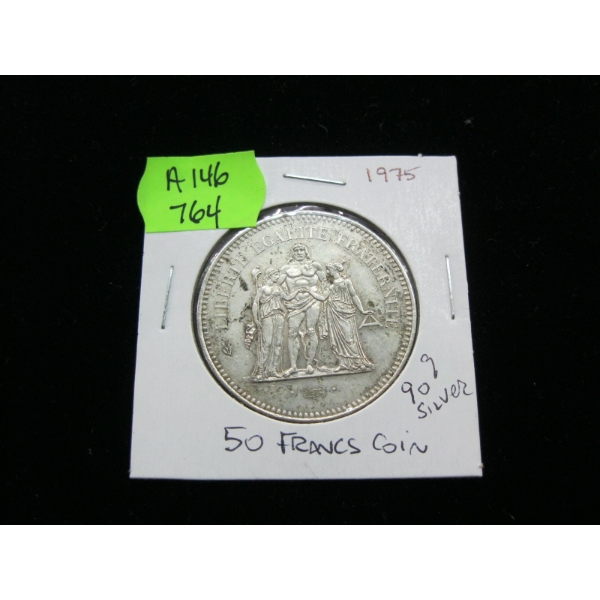 A146
764
1975
LIBERTE EGALITE FRATERNITE
90
SILVER
50 FRANCS COIN